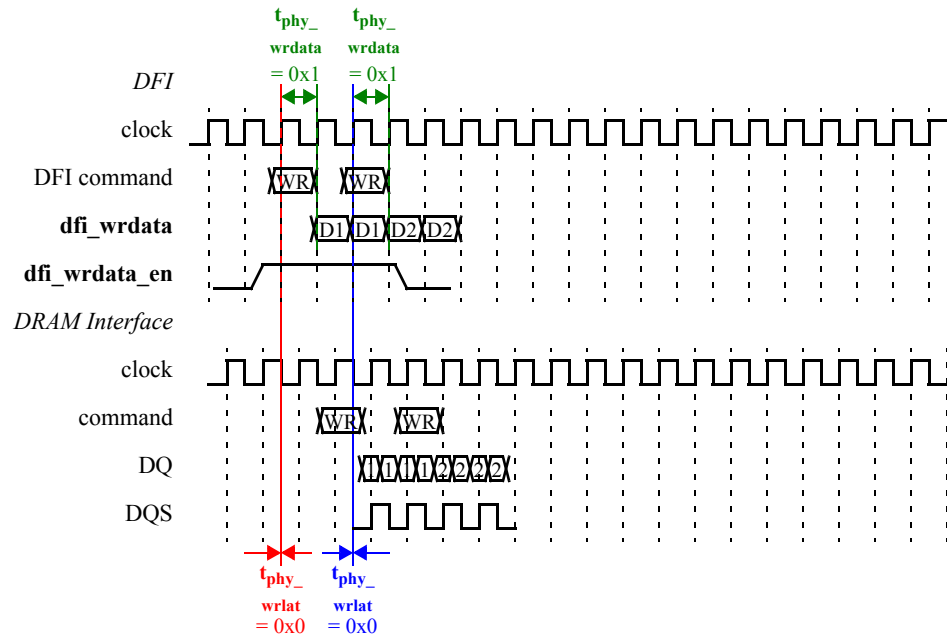 tphy_ tphy_
wrdata wrdata
= 0x1 = 0x1
DFI
clock
DFI command WR WR
dfi_wrdata D1 D1 D2 D2
dfi_wrdata_en
DRAM Interface
clock
command WR WR
DQ 1 1 1 1 2 2 2 2
DQS
tphy_ tphy_
wrlat wrlat
= 0x0 = 0x0